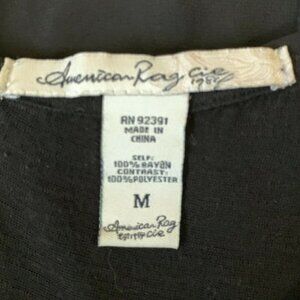 American Rag Cie
RN 92391
MADE IN
CHINA
SELF:
100%RAYON
CONTRAST:
100%POLYESTER
M
American Rag
Cie